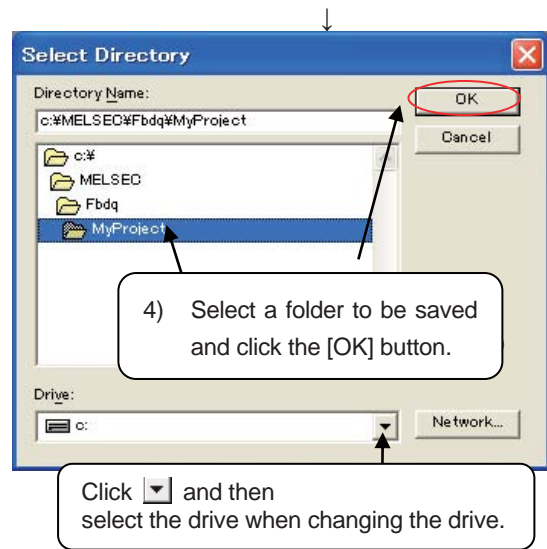 ↓
Select Directory
Directory Name:
c:¥MELSEC¥Fbdq¥MyProject
OK
Cancel
c:¥
MELSEC
Fbdq
MyProject
4) Select a folder to be saved
and click the [OK] button.
Drive:
c:
Network...
Click ▼ and then
select the drive when changing the drive.